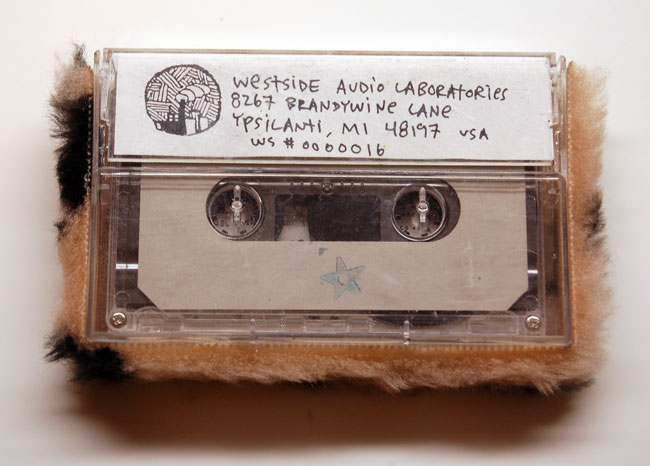 Westside Audio Laboratories
8267 Brandywine Lane
Ypsilanti, MI 48197 USA
WS # 0000016